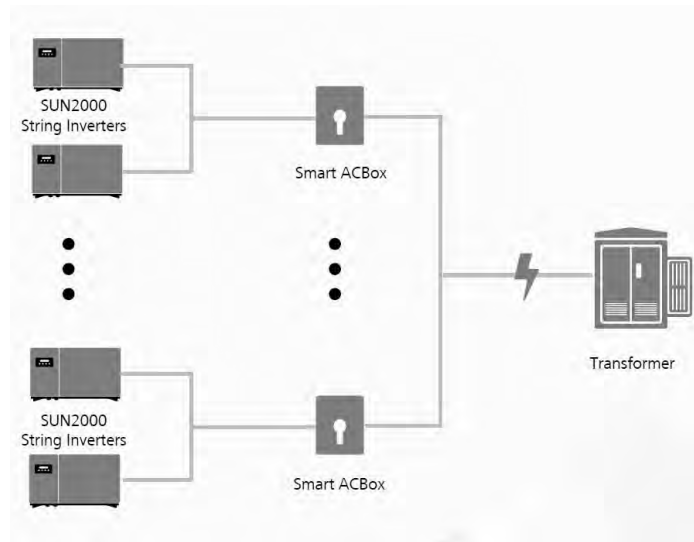 SUN2000
String Inverters
Smart ACBox
Transformer
SUN2000
String Inverters
Smart ACBox